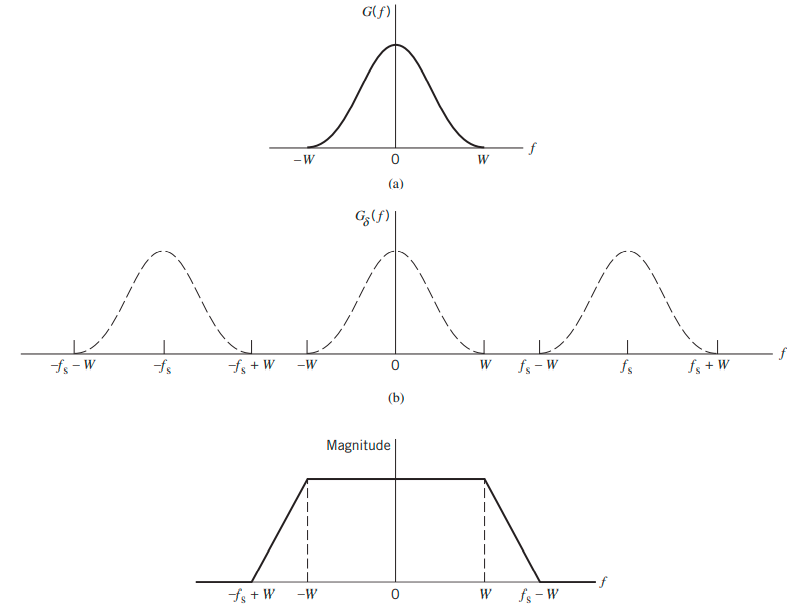 G(f)
f
–W 0 W
(a)
Gδ(f)
f
–fs – W –fs –fs + W –W 0 W fs – W fs fs + W
(b)
Magnitude
f
–fs + W –W 0 W fs – W